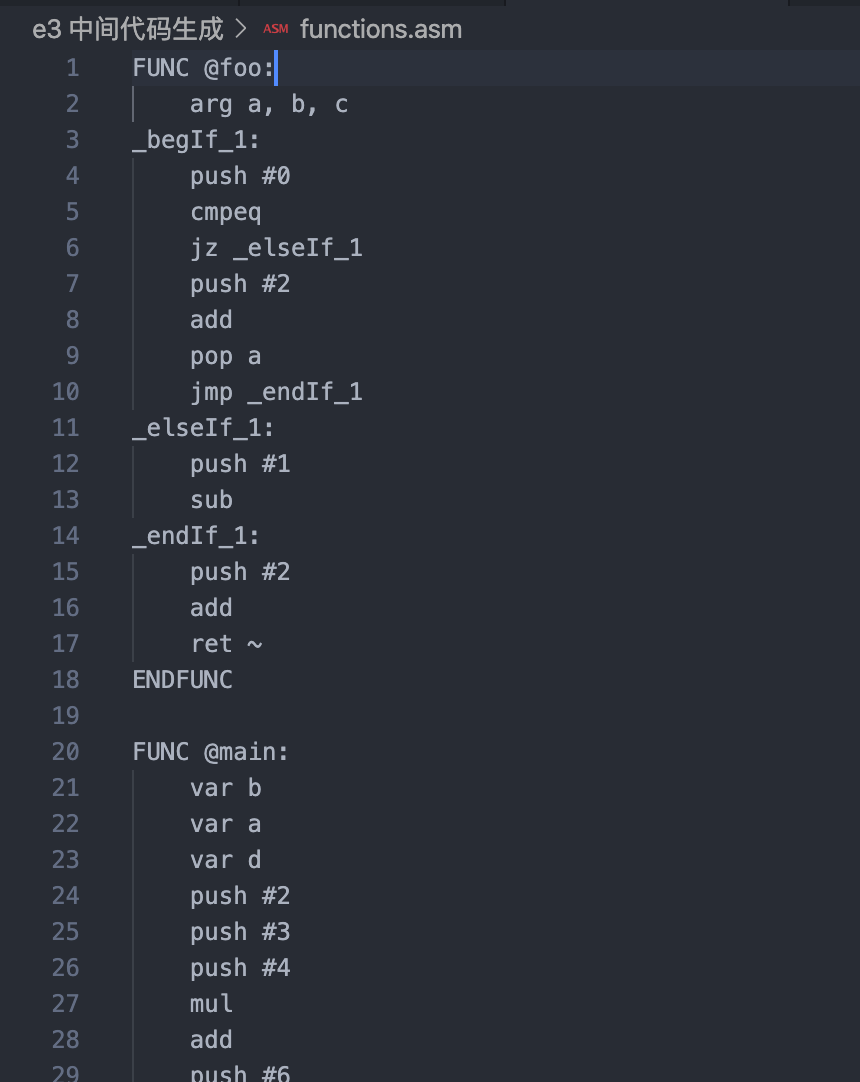 e3 中间代码生成 > ASM functions.asm
1 FUNC @foo:
2 arg a, b, c
3 _begIf_1:
4 push #0
5 cmpeq
6 jz _elseIf_1
7 push #2
8 add
9 pop a
10 jmp _endIf_1
11 _elseIf_1:
12 push #1
13 sub
14 _endIf_1:
15 push #2
16 add
17 ret ~
18 ENDFUNC
19
20 FUNC @main:
21 var b
22 var a
23 var d
24 push #2
25 push #3
26 push #4
27 mul
28 add
29 push #6